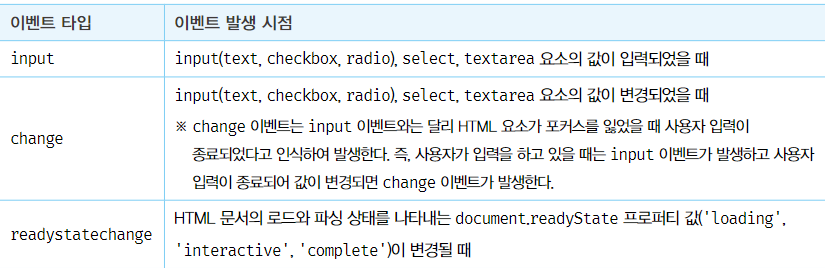 이벤트 타입 이벤트 발생 시점
input input(text, checkbox, radio), select, textarea 요소의 값이 입력되었을 때
input(text, checkbox, radio), select, textarea 요소의 값이 변경되었을 때
change ※ change 이벤트는 input 이벤트와는 달리 HTML 요소가 포커스를 잃었을 때 사용자 입력이
종료되었다고 인식하여 발생한다. 즉, 사용자가 입력을 하고 있을 때는 input 이벤트가 발생하고 사용자
입력이 종료되어 값이 변경되면 change 이벤트가 발생한다.
HTML 문서의 로드와 파싱 상태를 나타내는 document.readyState 프로퍼티 값('loading',
readystatechange 'interactive', 'complete')이 변경될 때